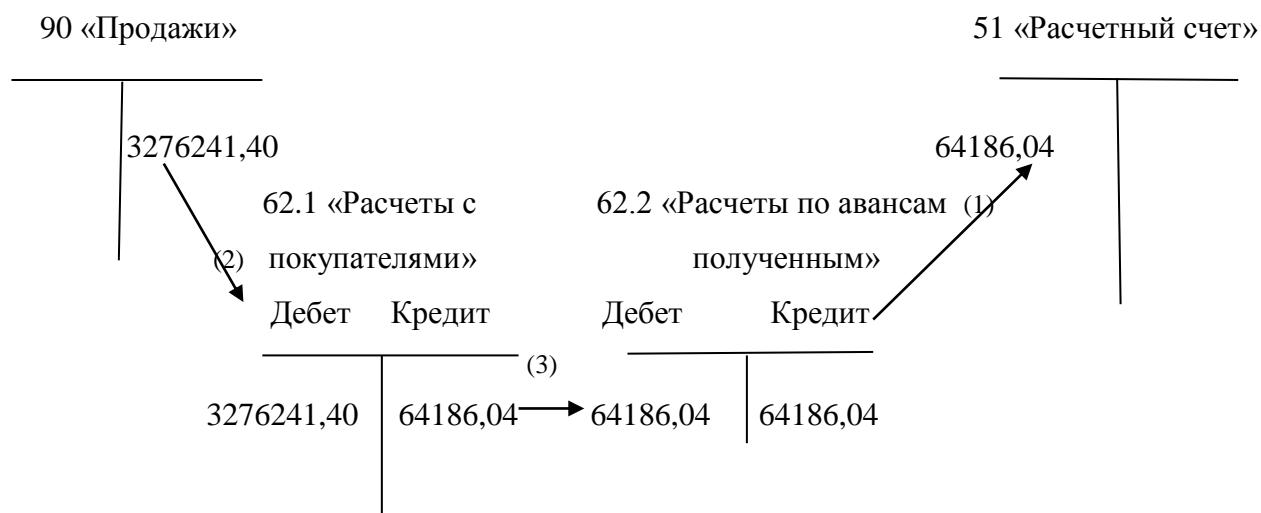 90 «Продажи» 51 «Расчетный счет»
3276241,40 64186,04
62.1 «Расчеты с 62.2 «Расчеты по авансам (1)
(2) покупателями» полученным»
Дебет Кредит Дебет Кредит
(3)
3276241,40 64186,04 64186,04 64186,04